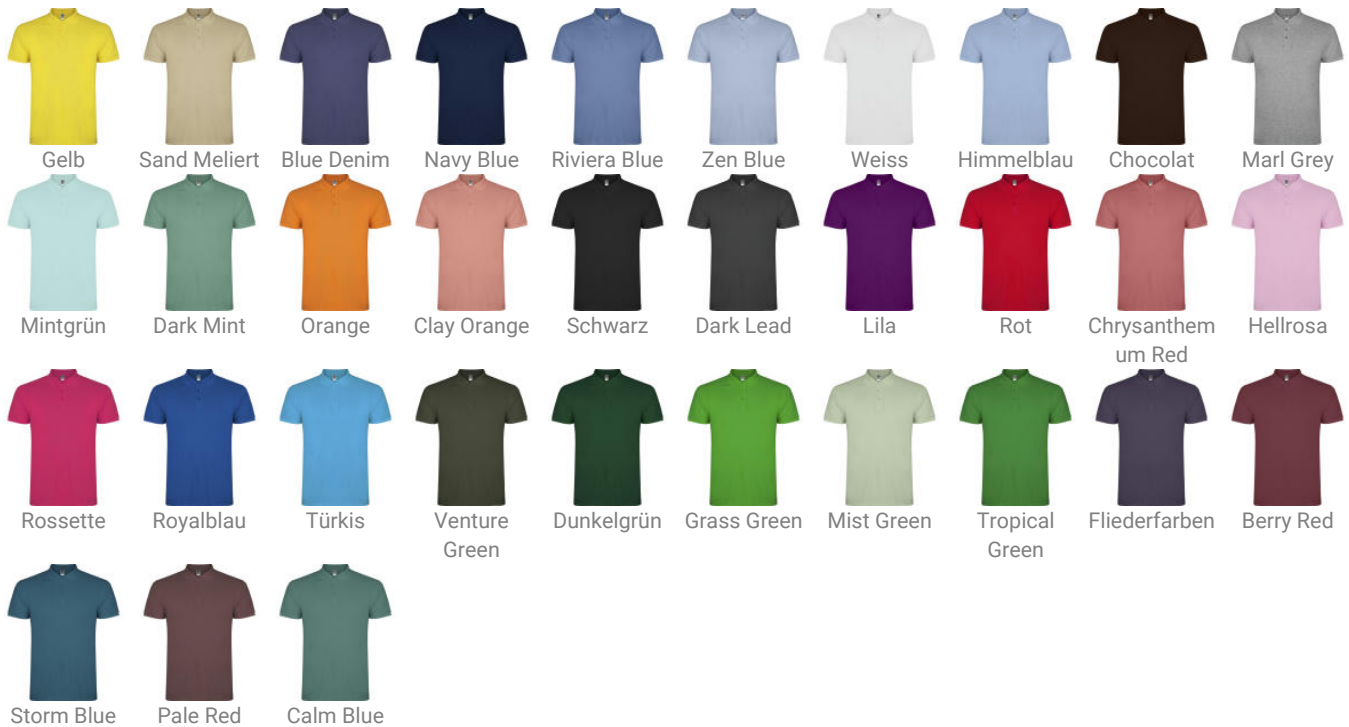 Gelb
Sand Meliert
Blue Denim
Navy Blue
Riviera Blue
Zen Blue
Weiss
Himmelblau
Chocolat
Marl Grey
Mintgrün
Dark Mint
Orange
Clay Orange
Schwarz
Dark Lead
Lila
Rot
Chrysanthem
um Red
Hellrosa
Rossette
Royalblau
Türkis
Venture
Green
Dunkelgrün
Grass Green
Mist Green
Tropical
Green
Fliederfarben
Berry Red
Storm Blue
Pale Red
Calm Blue